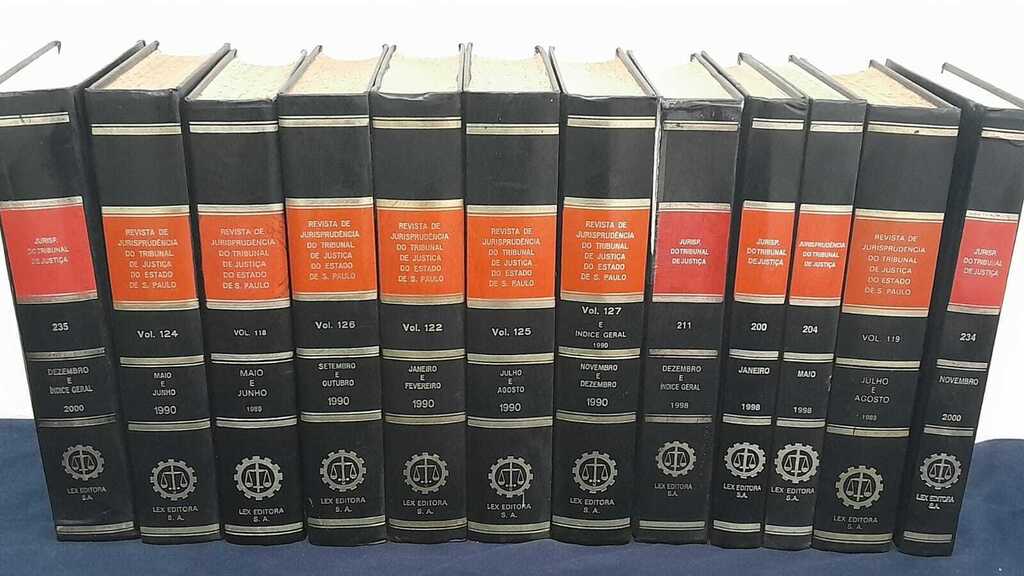 JURISP.
DO TRIBUNAL
DE JUSTIÇA
235
DEZEMBRO
E
ÍNDICE GERAL
2000
LEX EDITORA
S.A.
REVISTA DE
JURISPRUDÊNCIA
DO TRIBUNAL
DE JUSTIÇA
DO ESTADO
DE S. PAULO
Vol. 124
MAIO
E
JUNHO
1990
LEX EDITORA
S. A.
REVISTA DE
JURISPRUDÊNCIA
DO TRIBUNAL
DE JUSTIÇA
DO ESTADO
DE S. PAULO
VOL. 118
MAIO
E
JUNHO
1989
LEX EDITORA
S. A.
REVISTA DE
JURISPRUDÊNCIA
DO TRIBUNAL
DE JUSTIÇA
DO ESTADO
DE S. PAULO
Vol. 126
SETEMBRO
E
OUTUBRO
1990
LEX EDITORA
S. A.
REVISTA DE
JURISPRUDÊNCIA
DO TRIBUNAL
DE JUSTIÇA
DO ESTADO
DE S. PAULO
Vol. 122
JANEIRO
E
FEVEREIRO
1990
LEX EDITORA
S. A.
REVISTA DE
JURISPRUDÊNCIA
DO TRIBUNAL
DE JUSTIÇA
DO ESTADO
DE S. PAULO
Vol. 125
JULHO
E
AGOSTO
1990
LEX EDITORA
S. A.
REVISTA DE
JURISPRUDÊNCIA
DO TRIBUNAL
DE JUSTIÇA
DO ESTADO
DE S. PAULO
Vol. 127
E
INDICE GERAL
1990
NOVEMBRO
E
DEZEMBRO
1990
LEX EDITORA
S. A.
JURISP.
DO TRIBUNAL
DE JUSTIÇA
211
DEZEMBRO
E
ÍNDICE GERAL
1998
LEX EDITORA
S.A.
JURISP.
DO TRIBUNAL
DE JUSTIÇA
200
JANEIRO
1998
LEX EDITORA
S.A.
JURISPRUDÊNCIA
DO TRIBUNAL
DE JUSTIÇA
204
MAIO
1998
LEX EDITORA
S.A.
REVISTA DE
JURISPRUDÊNCIA
DO TRIBUNAL
DE JUSTIÇA
DO ESTADO
DE S. PAULO
VOL. 119
JULHO
E
AGOSTO
1989
LEX EDITORA
S. A.
JURISP.
DO TRIBUNAL
DE JUSTIÇA
234
NOVEMBRO
2000
LEX EDITORA
S.A.